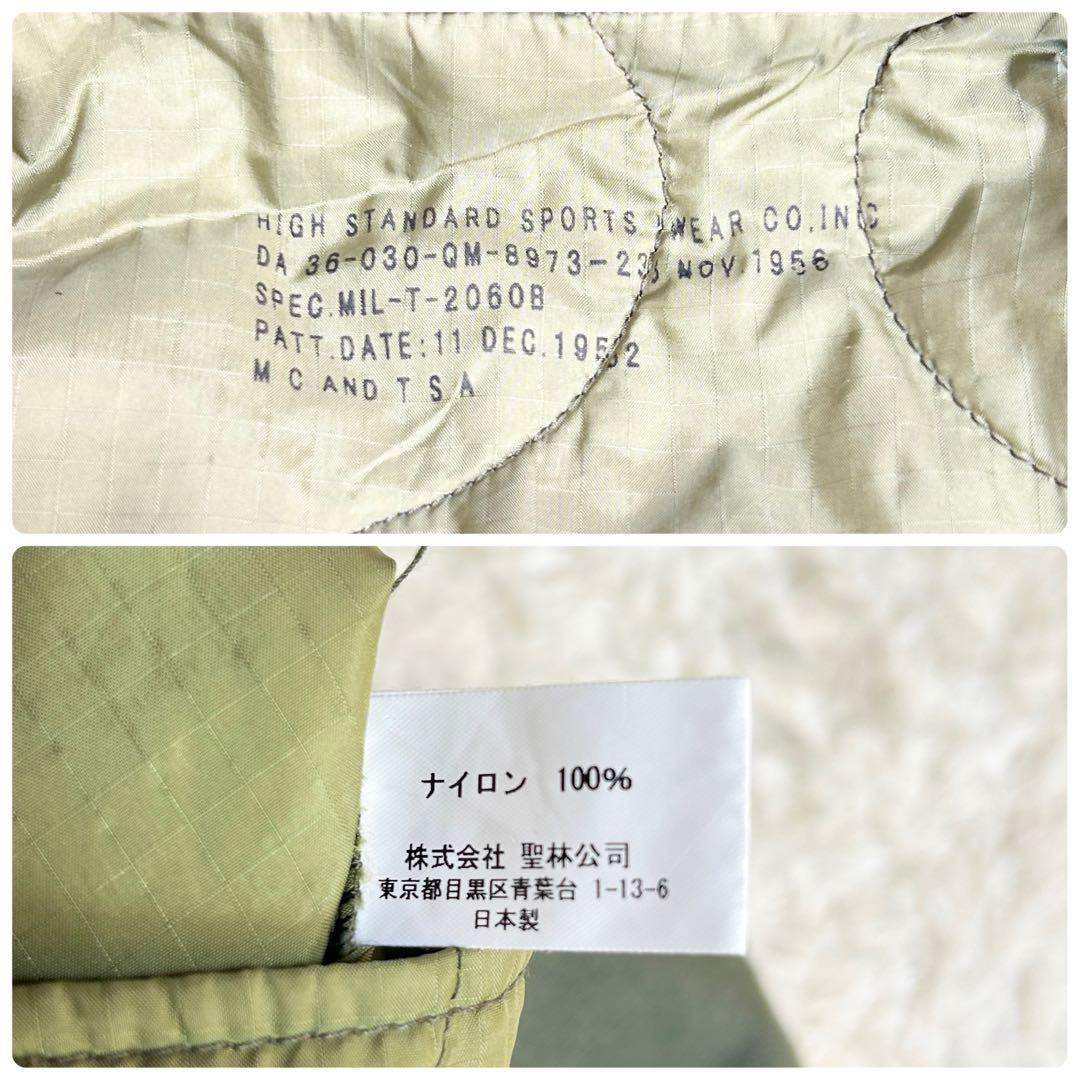 HIGH STANDARD SPORTS WEAR CO,INC
DA 36-030-QM-8973-23, NOV.1956
SPEC.MIL-T-2060B
PATT.DATE:11 DEC.1952
M C AND T S A
ナイロン 100%
株式会社 聖林公司
東京都目黒区青葉台 1-13-6
日本製